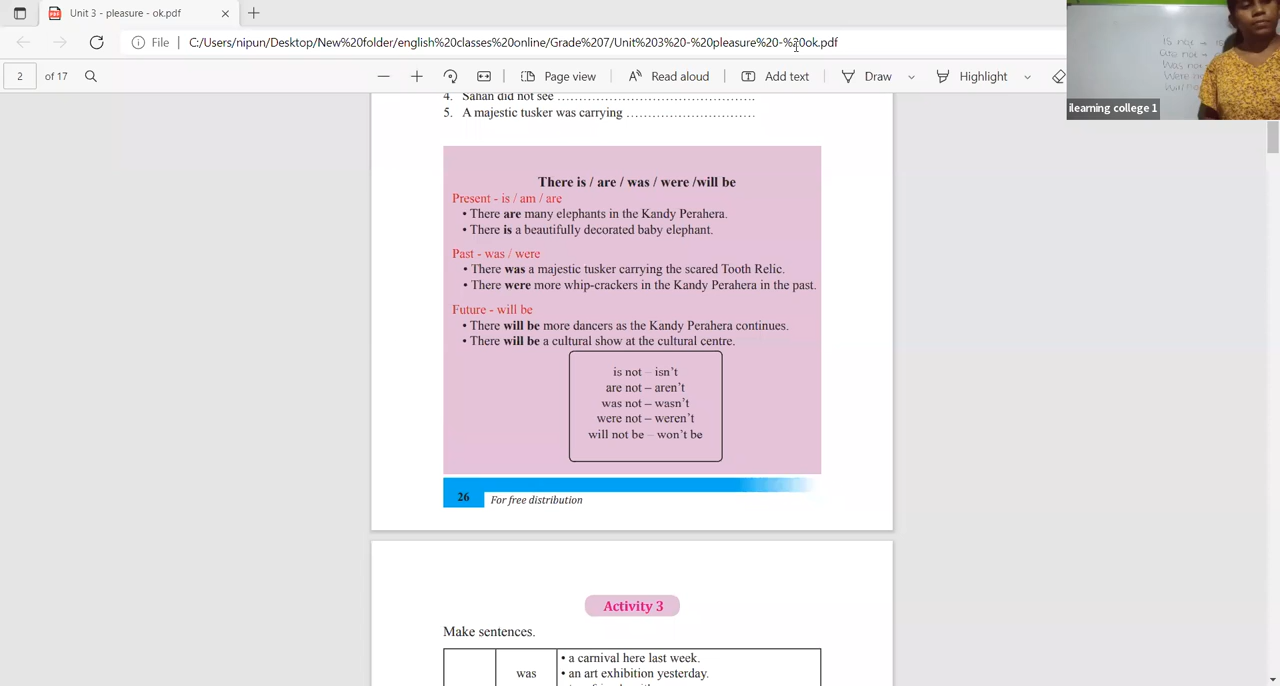 Unit 3 - pleasure - ok.pdf
File | C:/Users/nipun/Desktop/New%20folder/english%20classes%20online/Grade%207/Unit%203%20-%20pleasure%20-%20ok.pdf
2 of 17
Page view
Read aloud
Add text
Draw
Highlight
is not →
are not →
was not
ilearning college 1
4. Sahan did not see ................................................
5. A majestic tusker was carrying ..............................
There is / are / was / were /will be
Present - is / am / are
• There are many elephants in the Kandy Perahera.
• There is a beautifully decorated baby elephant.
Past - was / were
• There was a majestic tusker carrying the scared Tooth Relic.
• There were more whip-crackers in the Kandy Perahera in the past.
Future - will be
• There will be more dancers as the Kandy Perahera continues.
• There will be a cultural show at the cultural centre.
is not – isn't
are not – aren't
was not – wasn't
were not – weren't
will not be – won't be
26
For free distribution
Activity 3
Make sentences.
was
• a carnival here last week.
• an art exhibition yesterday.